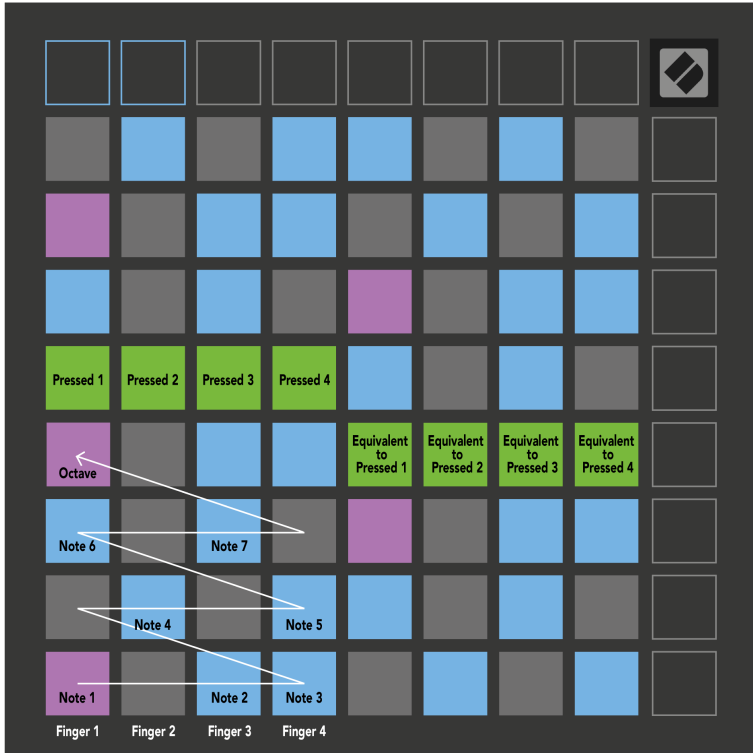 Pressed 1 Pressed 2 Pressed 3 Pressed 4
Equivalent Equivalent Equivalent Equivalent
to to to to
Pressed 1 Pressed 2 Pressed 3 Pressed 4
Octave
Note 6 Note 7
Note 4 Note 5
Note 1 Note 2 Note 3
Finger 1 Finger 2 Finger 3 Finger 4